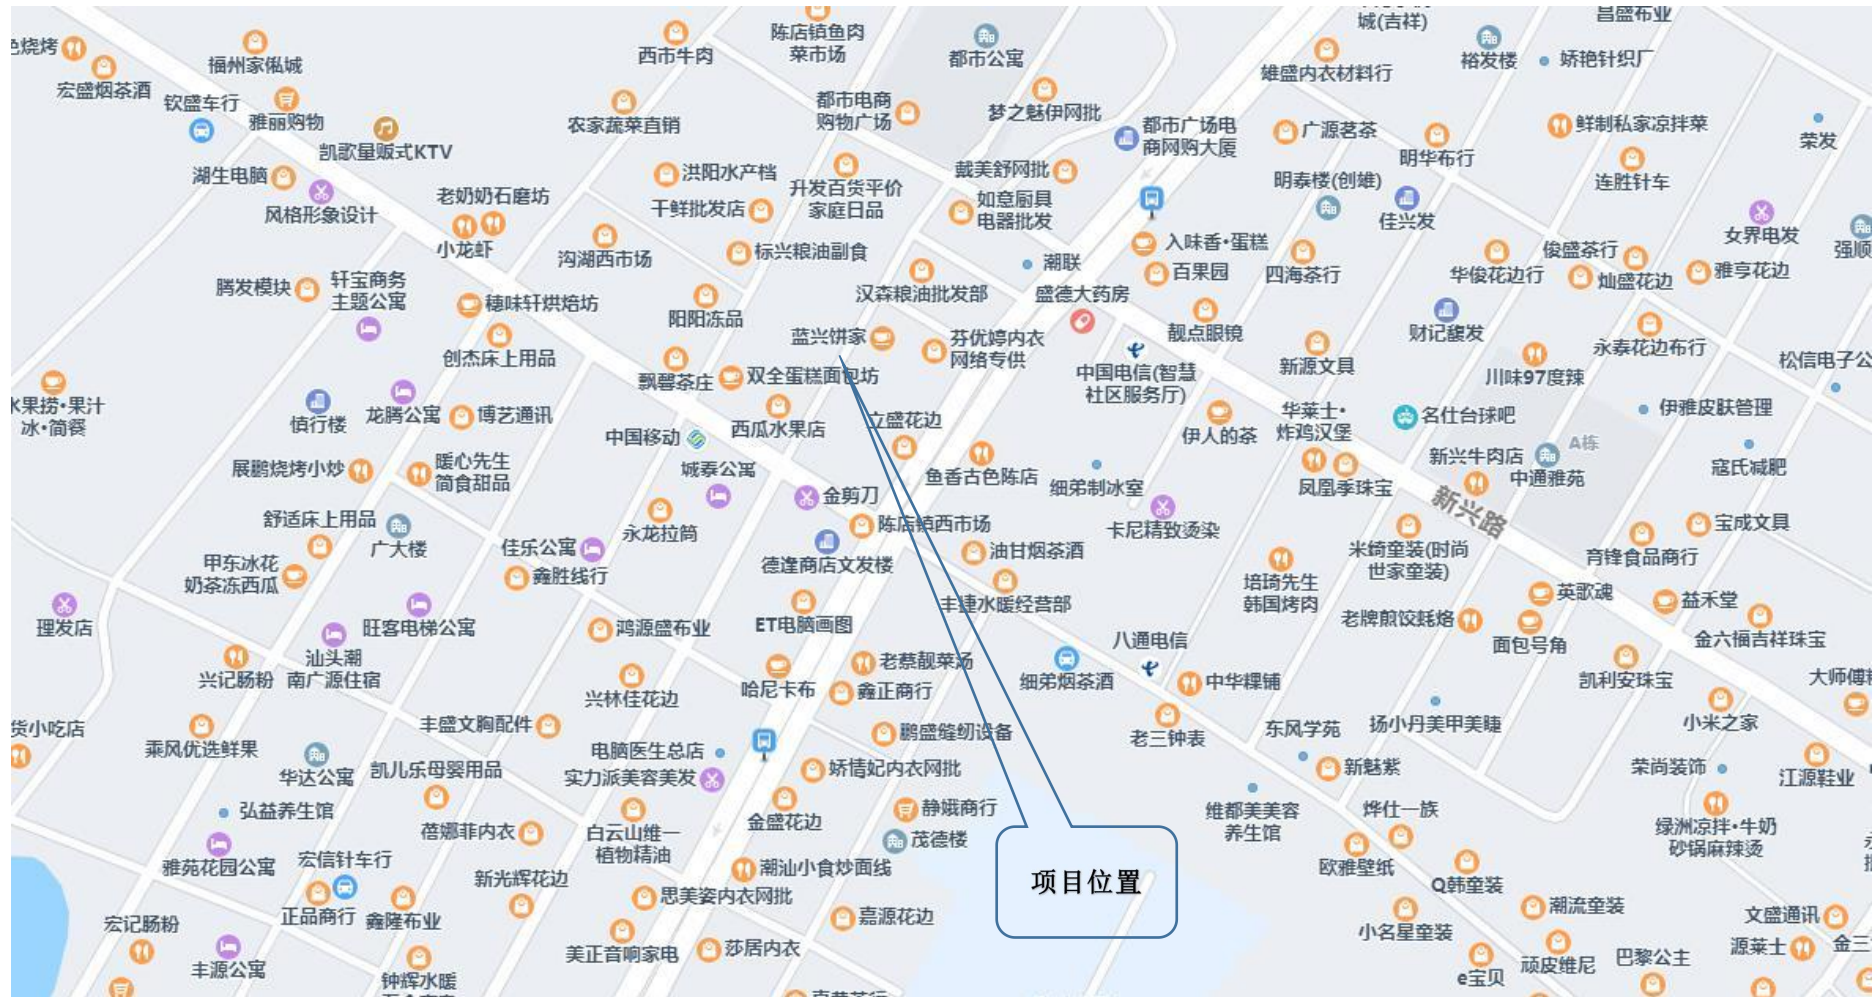 城(吉祥)
昌盛布业
陈店镇鱼肉
菜市场
西市牛肉
都市公寓
裕发楼
娇艳针织厂
福州家俬城
宏盛烟茶酒
雄盛内衣材料行
钦盛车行
雅丽购物
凯歌量贩式KTV
农家蔬菜直销
都市电商
购物广场
梦之魅伊网批
都市广场电
商网购大厦
广源茗茶
明华布行
鲜制私家凉拌菜
荣发
湖生电脑
风格形象设计
老奶奶石磨坊
小龙虾
洪阳水产档
干鲜批发店
升发百货平价
家庭日品
戴美舒网批
如意厨具
电器批发
明泰楼(创雄)
佳兴发
连胜针车
女界电发
强顺
沟湖西市场
标兴粮油副食
潮联
入味香•蛋糕
百果园
四海茶行
华俊花边行
俊盛茶行
灿盛花边
雅亨花边
腾发模块
轩宝商务
主题公寓
穗味轩烘焙坊
创杰床上用品
阳阳冻品
汉森粮油批发部
盛德大药房
靓点眼镜
财记馥发
永泰花边布行
蓝兴饼家
芬优婷内衣
网络专供
中国电信(智慧
社区服务厅)
新源文具
川味97度辣
松信电子公
飘馨茶庄
双全蛋糕面包坊
水果捞•果汁
冰•简餐
慎行楼
龙腾公寓
博艺通讯
中国移动
西瓜水果店
立盛花边
伊人的茶
华莱士•
炸鸡汉堡
名仕台球吧
伊雅皮肤管理
A栋
展鹏烧烤小炒
暖心先生
简食甜品
城泰公寓
鱼香古色陈店
细弟制冰室
凤凰季珠宝
新兴牛肉店
中通雅苑
寇氏减肥
新兴路
舒适床上用品
广大楼
永龙拉筒
金剪刀
陈店镇西市场
卡尼精致烫染
宝成文具
甲东冰花
奶茶冻西瓜
佳乐公寓
鑫胜线行
德逢商店文发楼
油甘烟茶酒
丰捷水暖经营部
培琦先生
韩国烤肉
米绮童装(时尚
世家童装)
育锋食品商行
理发店
旺客电梯公寓
鸿源盛布业
ET电脑画图
八通电信
老牌煎饺蚝烙
英歌魂
面包号角
益禾堂
金六福吉祥珠宝
兴记肠粉
汕头潮
南广源住宿
兴林佳花边
哈尼卡布
老蔡靓菜汤
鑫正商行
细弟烟茶酒
中华粿铺
凯利安珠宝
大师傅
货小吃店
乘风优选鲜果
丰盛文胸配件
电脑医生总店
实力派美容美发
鹏盛缝纫设备
老三钟表
东风学苑
扬小丹美甲美睫
小米之家
华达公寓
凯儿乐母婴用品
娇情妃内衣网批
新魅紫
荣尚装饰
江源鞋业
弘益养生馆
蓓娜菲内衣
白云山维一
植物精油
金盛花边
静娥商行
茂德楼
维都美美容
养生馆
烨仕一族
绿洲凉拌•牛奶
砂锅麻辣烫
雅苑花园公寓
宏信针车行
新光辉花边
潮汕小食炒面线
项目位置
欧雅壁纸
Q韩童装
正品商行
鑫隆布业
思美姿内衣网批
嘉源花边
潮流童装
文盛通讯
宏记肠粉
丰源公寓
美正音响家电
莎居内衣
小名星童装
源莱士
金三
钟辉水暖
e宝贝
顽皮维尼
巴黎公主